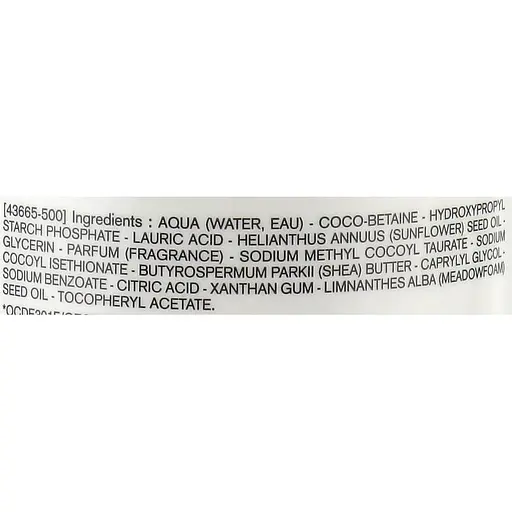 [43665-500] Ingredients : AQUA (WATER, EAU) - COCO-BETAINE - HYDROXYPROPYL
STARCH PHOSPHATE - LAURIC ACID - HELIANTHUS ANNUUS (SUNFLOWER) SEED OIL -
GLYCERIN - PARFUM (FRAGRANCE) - SODIUM METHYL COCOYL TAURATE - SODIUM
COCOYL ISETHIONATE - BUTYROSPERMUM PARKII (SHEA) BUTTER - CAPRYLYL GLYCOL -
SODIUM BENZOATE - CITRIC ACID - XANTHAN GUM - LIMNANTHES ALBA (MEADOWFOAM)
SEED OIL - TOCOPHERYL ACETATE.